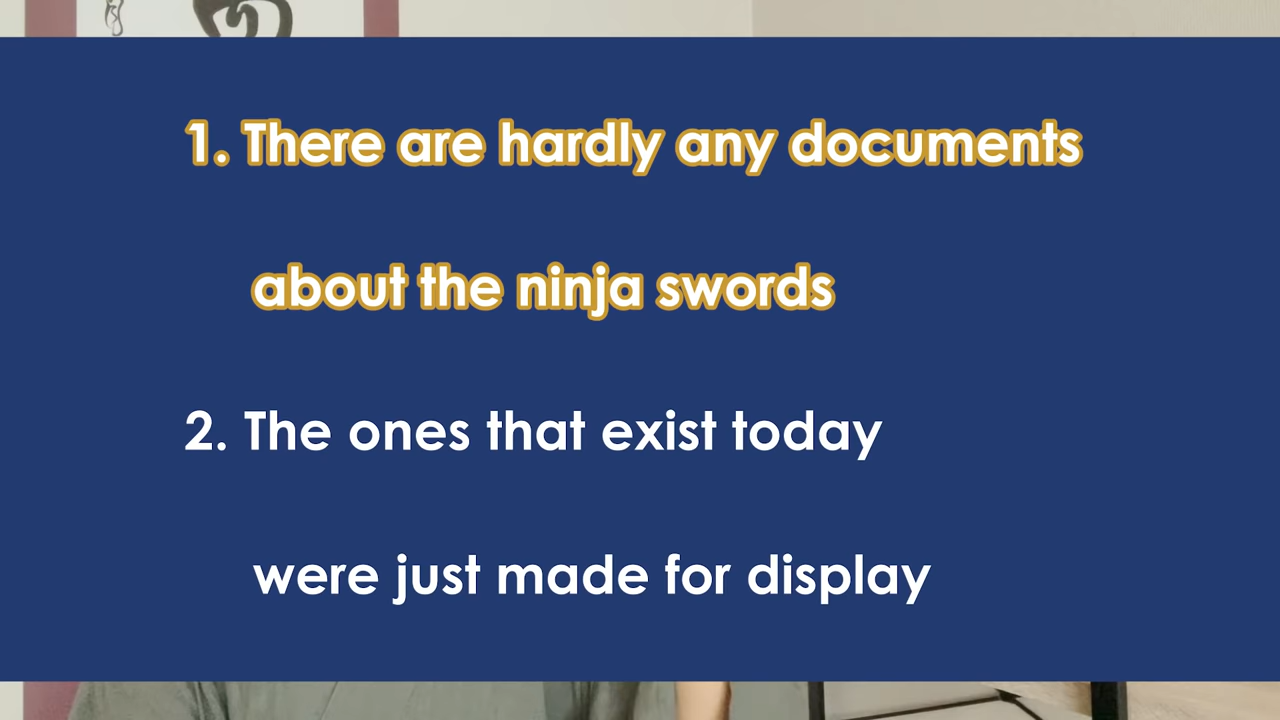 1. There are hardly any documents
about the ninja swords
2. The ones that exist today
were just made for display